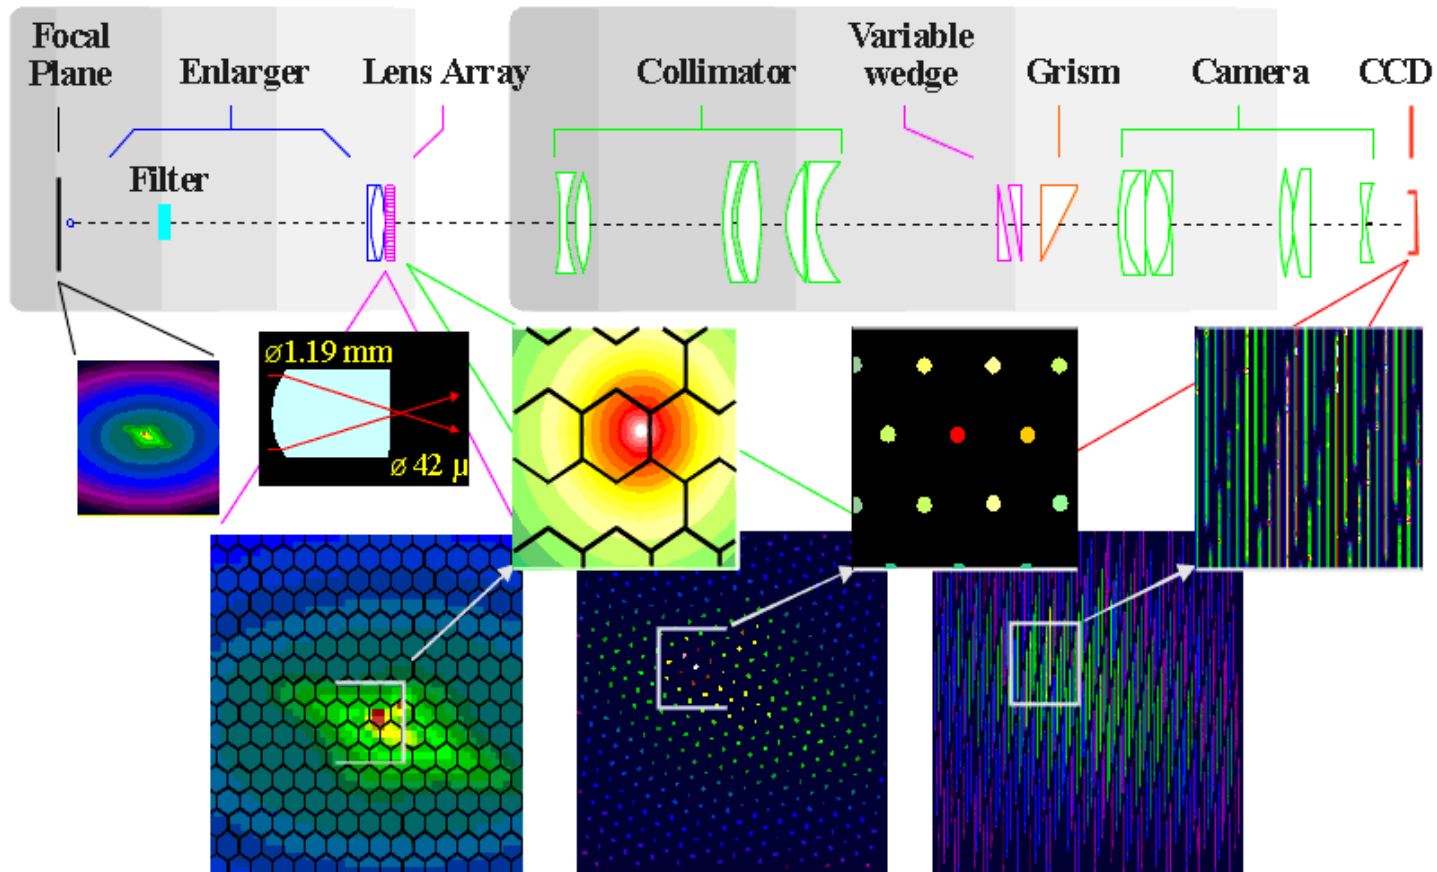 Focal
Plane
Enlarger
Lens Array
Collimator
Variable
wedge
Grism
Camera
CCD
Filter
ø1.19 mm
ø 42 µ